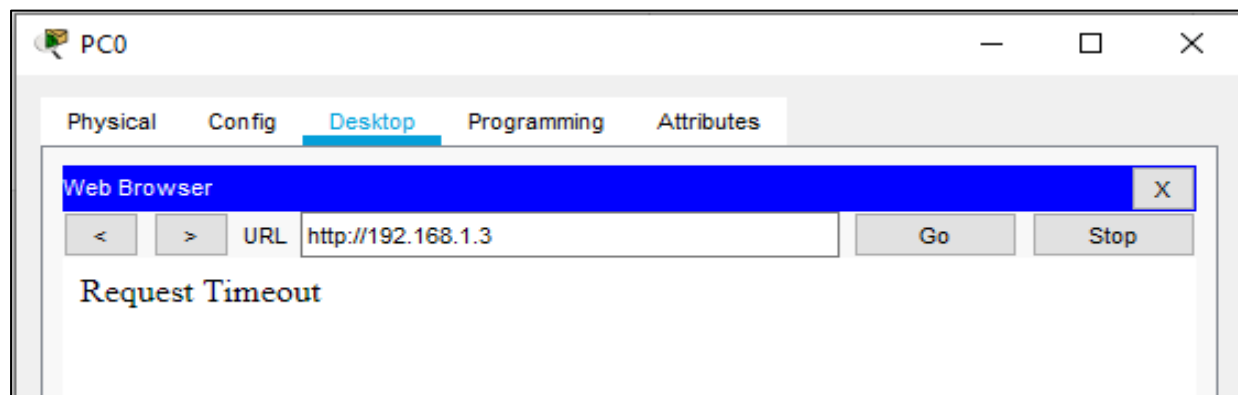 PC0
Physical Config Desktop Programming Attributes
Web Browser X
< > URL http://192.168.1.3 Go Stop
Request Timeout